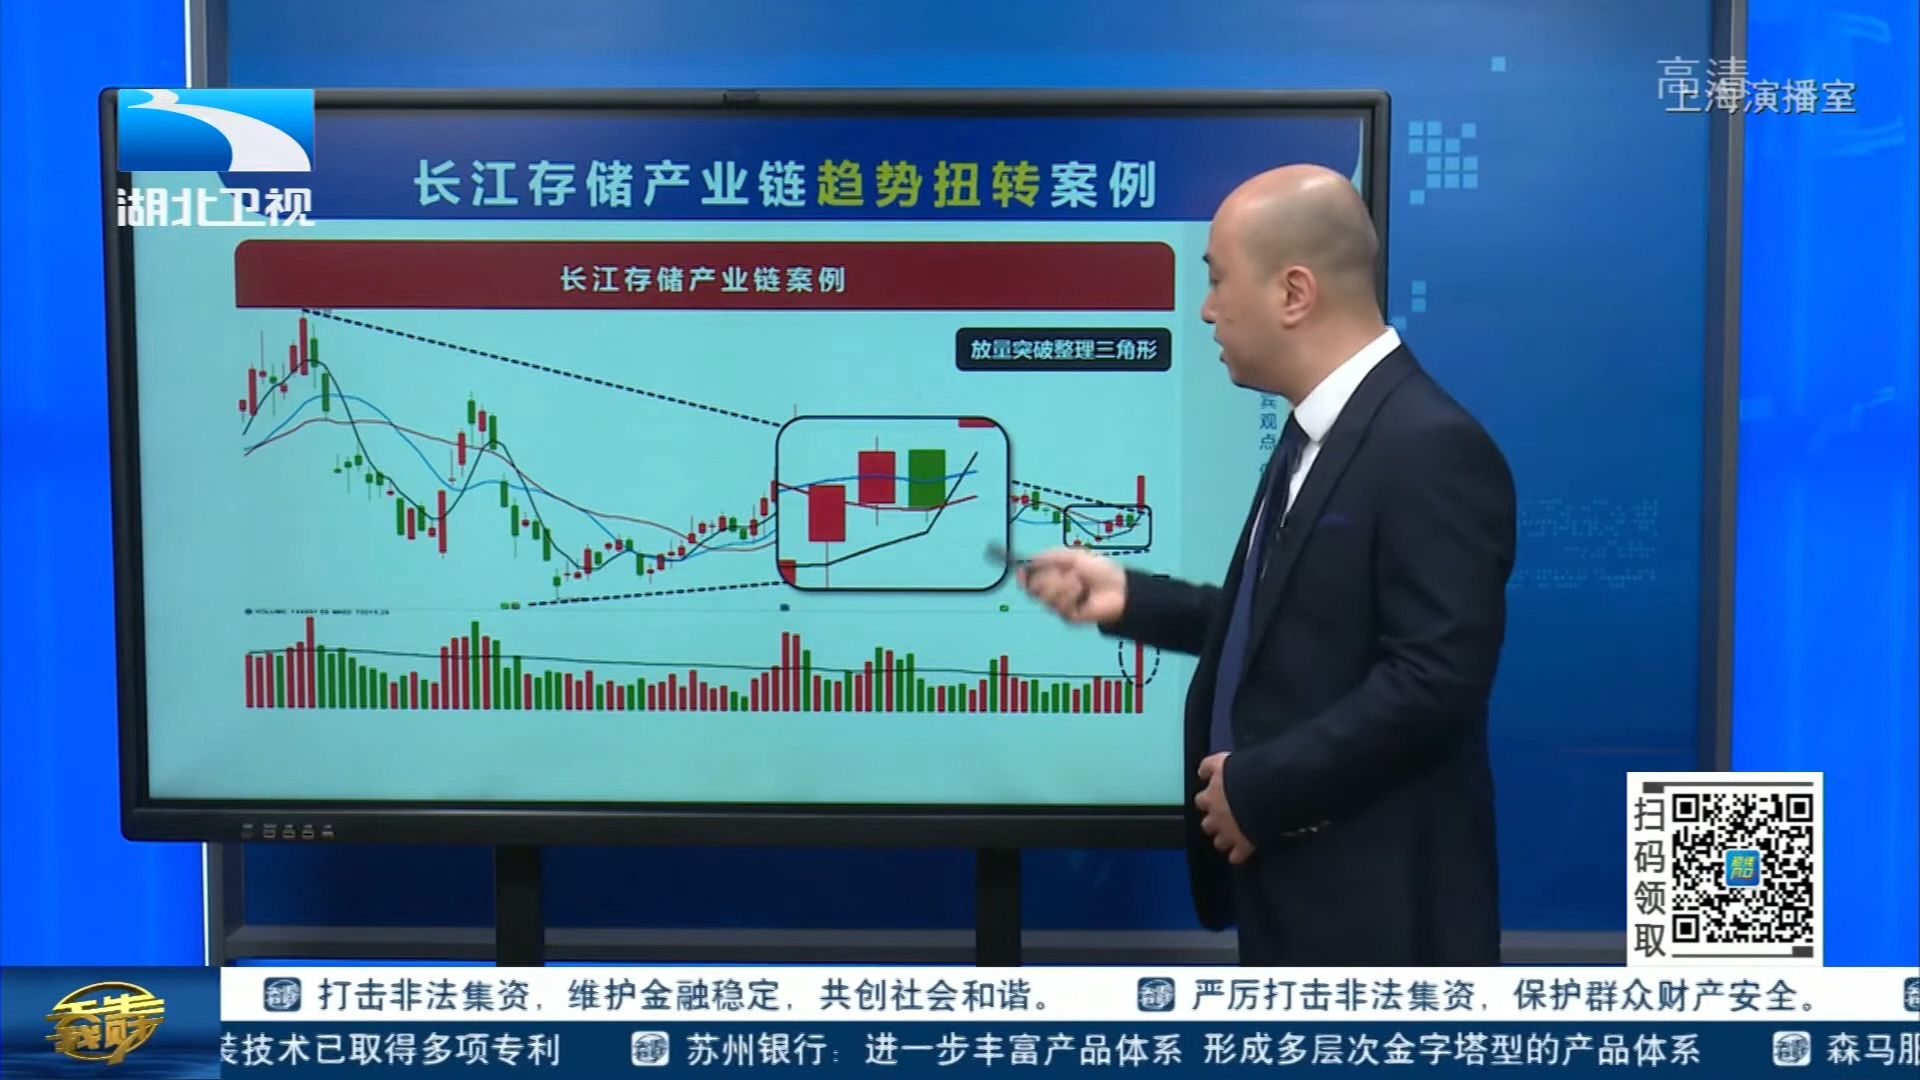 高清
上海演播室
湖北卫视
长江存储产业链趋势扭转案例
长江存储产业链案例
放量突破整理三角形
观点
扫码领取
打击非法集资，维护金融稳定，共创社会和谐。
严厉打击非法集资，保护群众财产安全。
技术已取得多项专利
苏州银行：进一步丰富产品体系 形成多层次金字塔型的产品体系
森马服